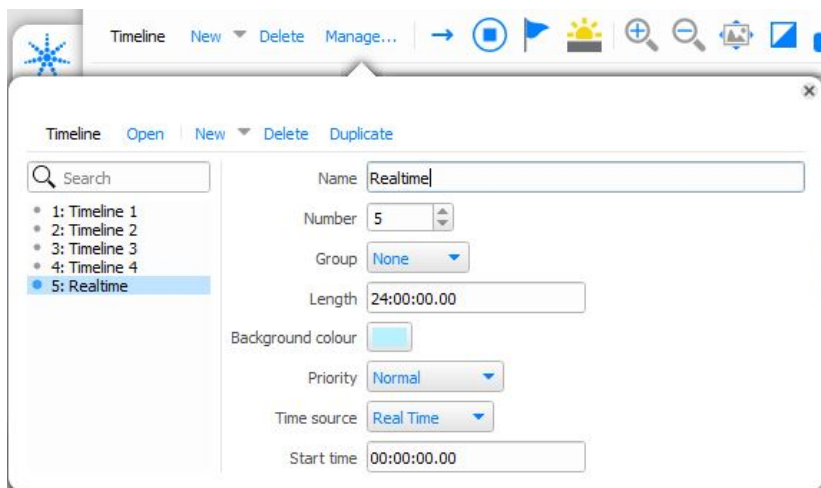 Timeline New Delete Manage...
Timeline Open New Delete Duplicate
Search
1: Timeline 1
2: Timeline 2
3: Timeline 3
4: Timeline 4
5: Realtime
Name Realtime
Number 5
Group None
Length 24:00:00.00
Background colour
Priority Normal
Time source Real Time
Start time 00:00:00.00